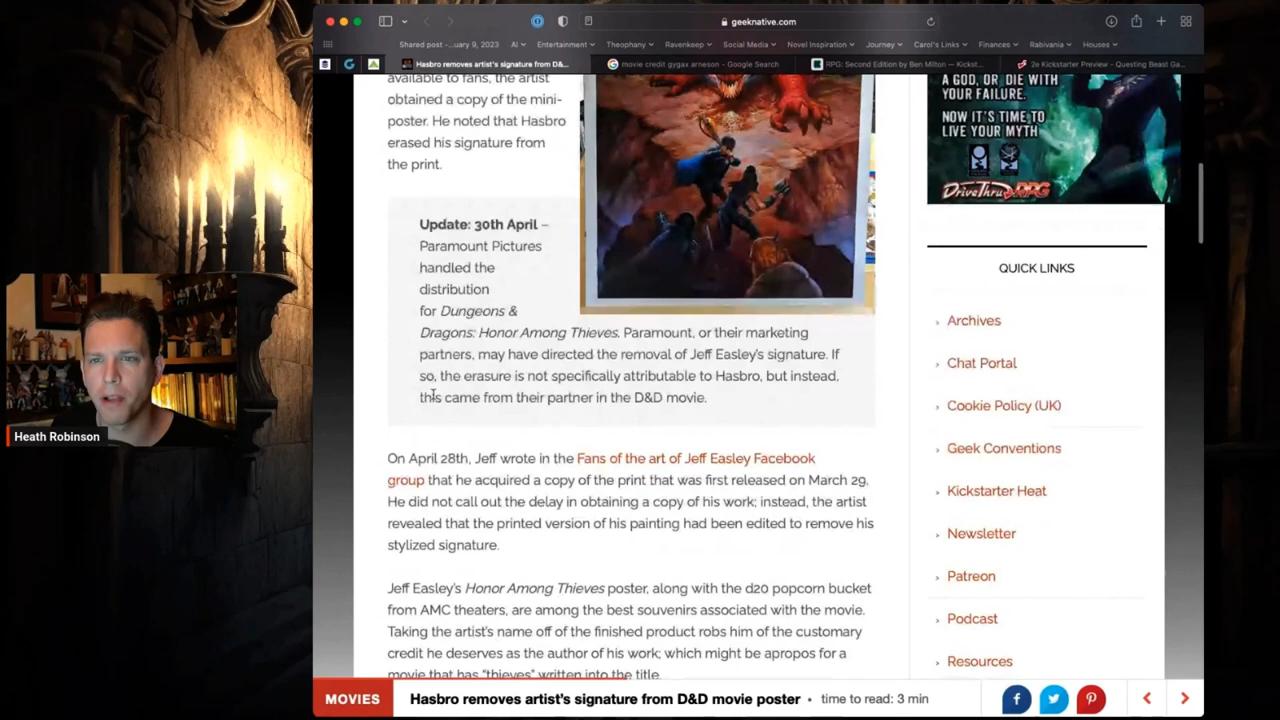 geeknative.com
Shared post -...uary 9, 2023 AI Entertainment Theophany Ravenkeep Social Media Novel Inspiration Journey Carol's Links Finances Rabivania Houses
Hasbro removes artist's signature from D&... movie credit gygax arneson - Google Search RPG: Second Edition by Ben Milton — Kickst... 2e Kickstarter Preview - Questing Beast Ga...
available to fans, the artist
obtained a copy of the mini-
poster. He noted that Hasbro
erased his signature from
the print.
Update: 30th April –
Paramount Pictures
handled the
distribution
for Dungeons &
Dragons: Honor Among Thieves. Paramount, or their marketing
partners, may have directed the removal of Jeff Easley's signature. If
so, the erasure is not specifically attributable to Hasbro, but instead,
this came from their partner in the D&D movie.
On April 28th, Jeff wrote in the Fans of the art of Jeff Easley Facebook
group that he acquired a copy of the print that was first released on March 29,
He did not call out the delay in obtaining a copy of his work; instead, the artist
revealed that the printed version of his painting had been edited to remove his
stylized signature.
Jeff Easley's Honor Among Thieves poster, along with the d20 popcorn bucket
from AMC theaters, are among the best souvenirs associated with the movie.
Taking the artist's name off of the finished product robs him of the customary
credit he deserves as the author of his work; which might be apropos for a
movie that has "thieves" written into the title.
A GOD, OR DIE WITH
YOUR FAILURE.
NOW IT'S TIME TO
LIVE YOUR MYTH
DriveThruRPG
QUICK LINKS
Archives
Chat Portal
Cookie Policy (UK)
Geek Conventions
Kickstarter Heat
Newsletter
Patreon
Podcast
Resources
Heath Robinson
MOVIES Hasbro removes artist's signature from D&D movie poster • time to read: 3 min